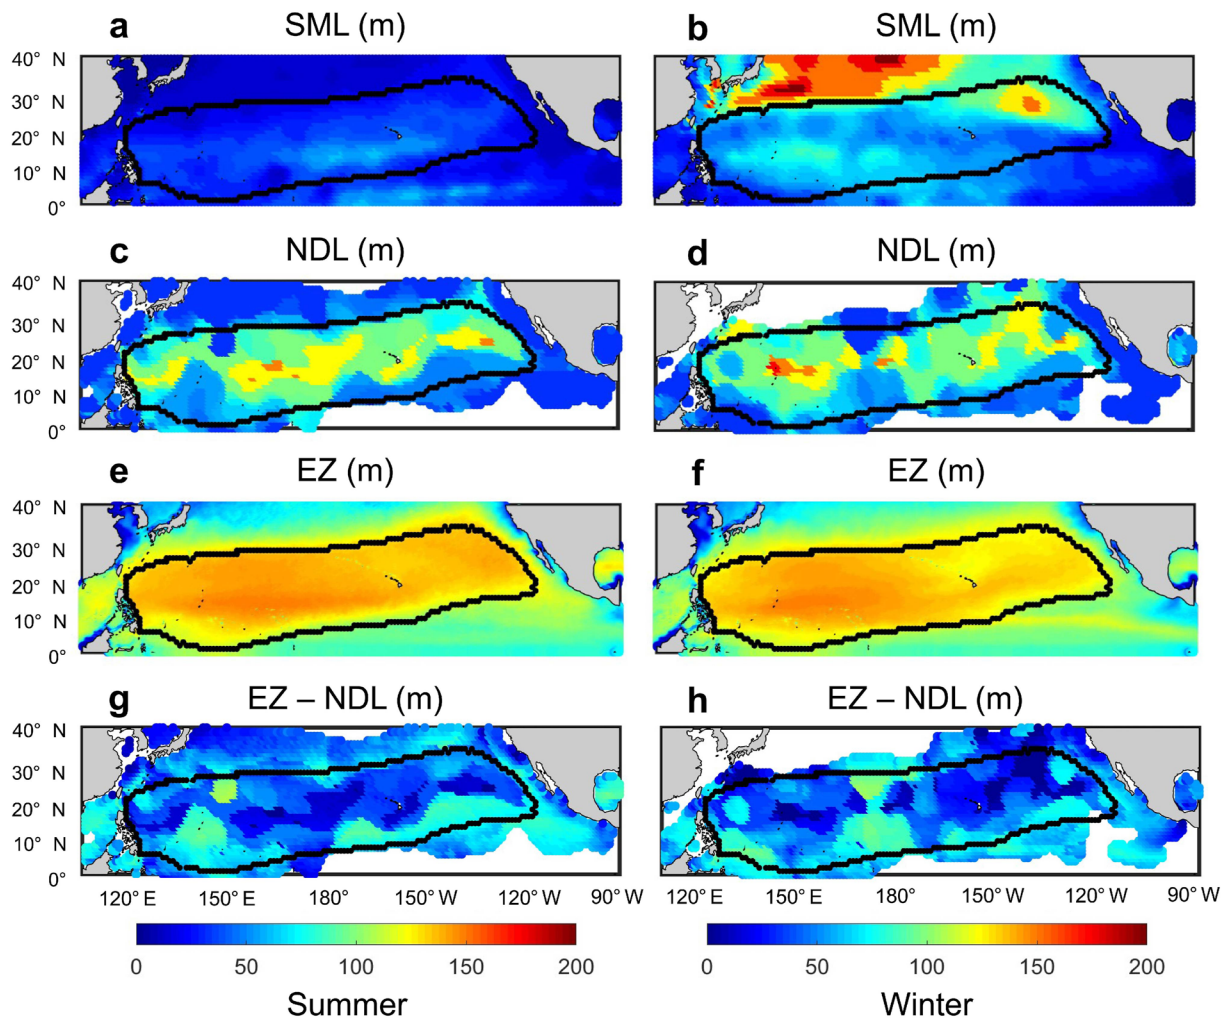 a SML (m) b SML (m)
40° N
30° N
20° N
10° N
0°
c NDL (m) d NDL (m)
40° N
30° N
20° N
10° N
0°
e EZ (m) f EZ (m)
40° N
30° N
20° N
10° N
0°
g EZ – NDL (m) h EZ – NDL (m)
40° N
30° N
20° N
10° N
0°
120° E 150° E 180° 150° W 120° W 90° W 120° E 150° E 180° 150° W 120° W 90° W
0 50 100 150 200 0 50 100 150 200
Summer Winter